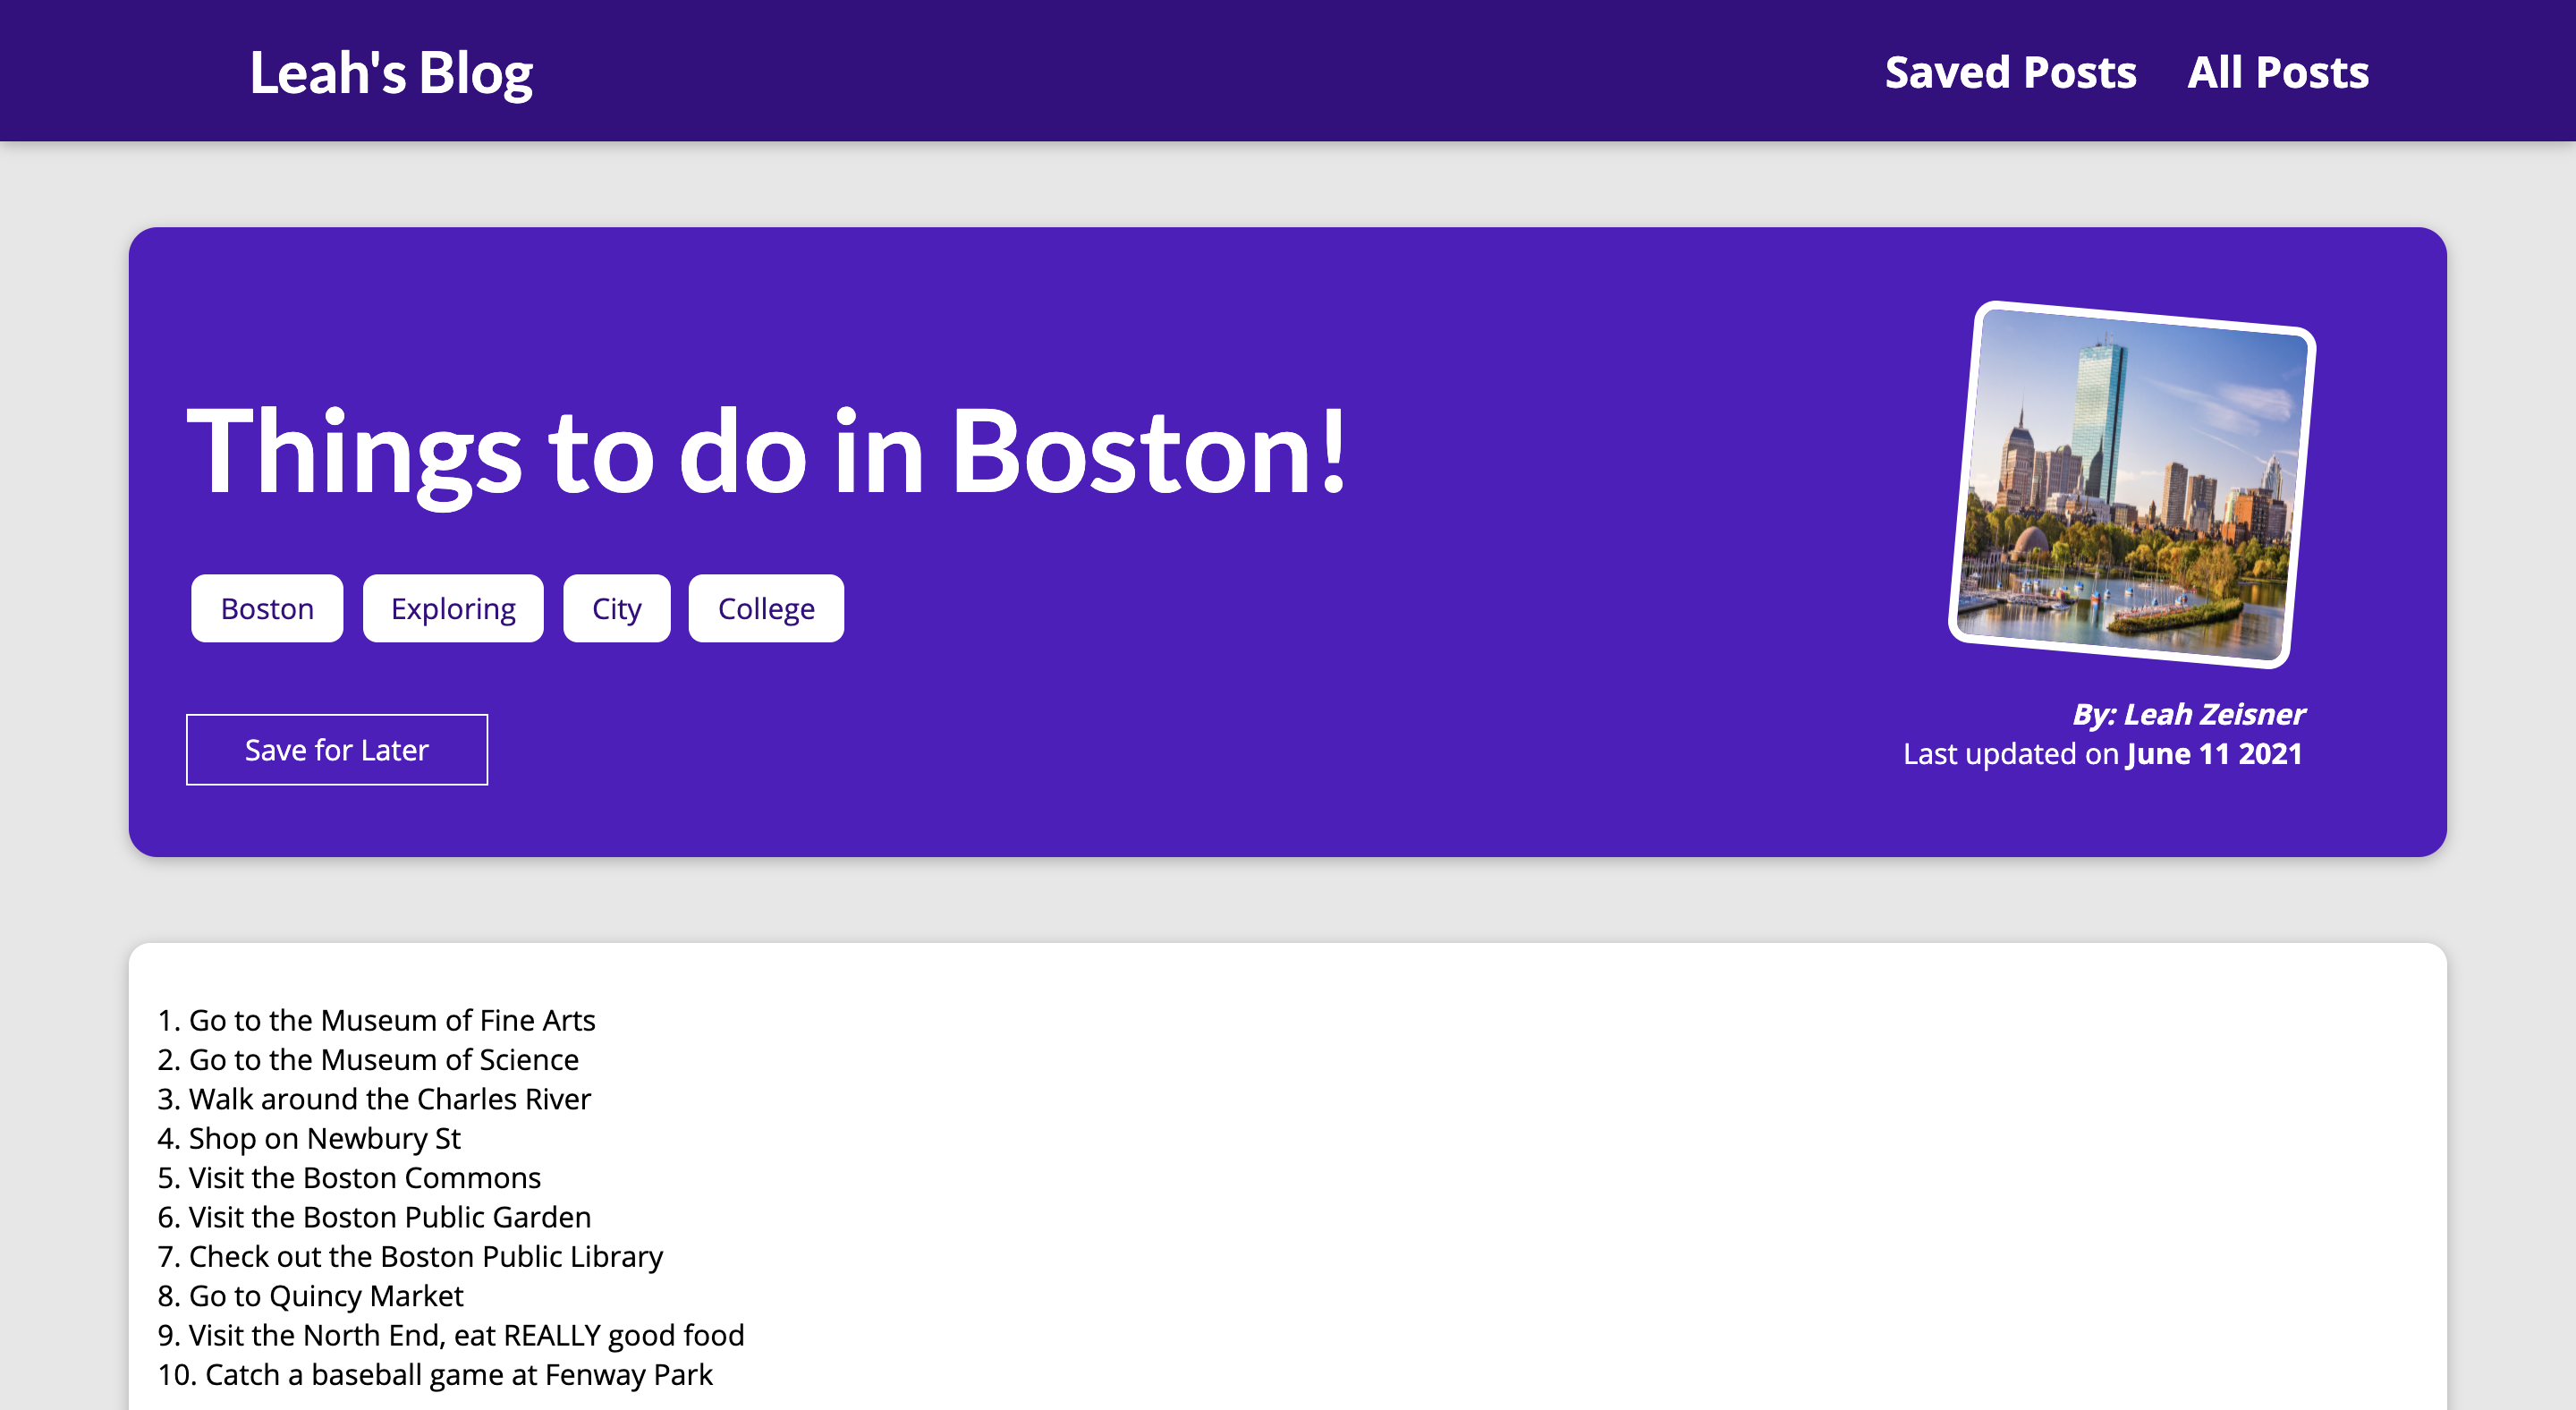 Leah's Blog
Saved Posts All Posts
Things to do in Boston!
Boston Exploring City College
Save for Later
By: Leah Zeisner
Last updated on June 11 2021
1. Go to the Museum of Fine Arts
2. Go to the Museum of Science
3. Walk around the Charles River
4. Shop on Newbury St
5. Visit the Boston Commons
6. Visit the Boston Public Garden
7. Check out the Boston Public Library
8. Go to Quincy Market
9. Visit the North End, eat REALLY good food
10. Catch a baseball game at Fenway Park